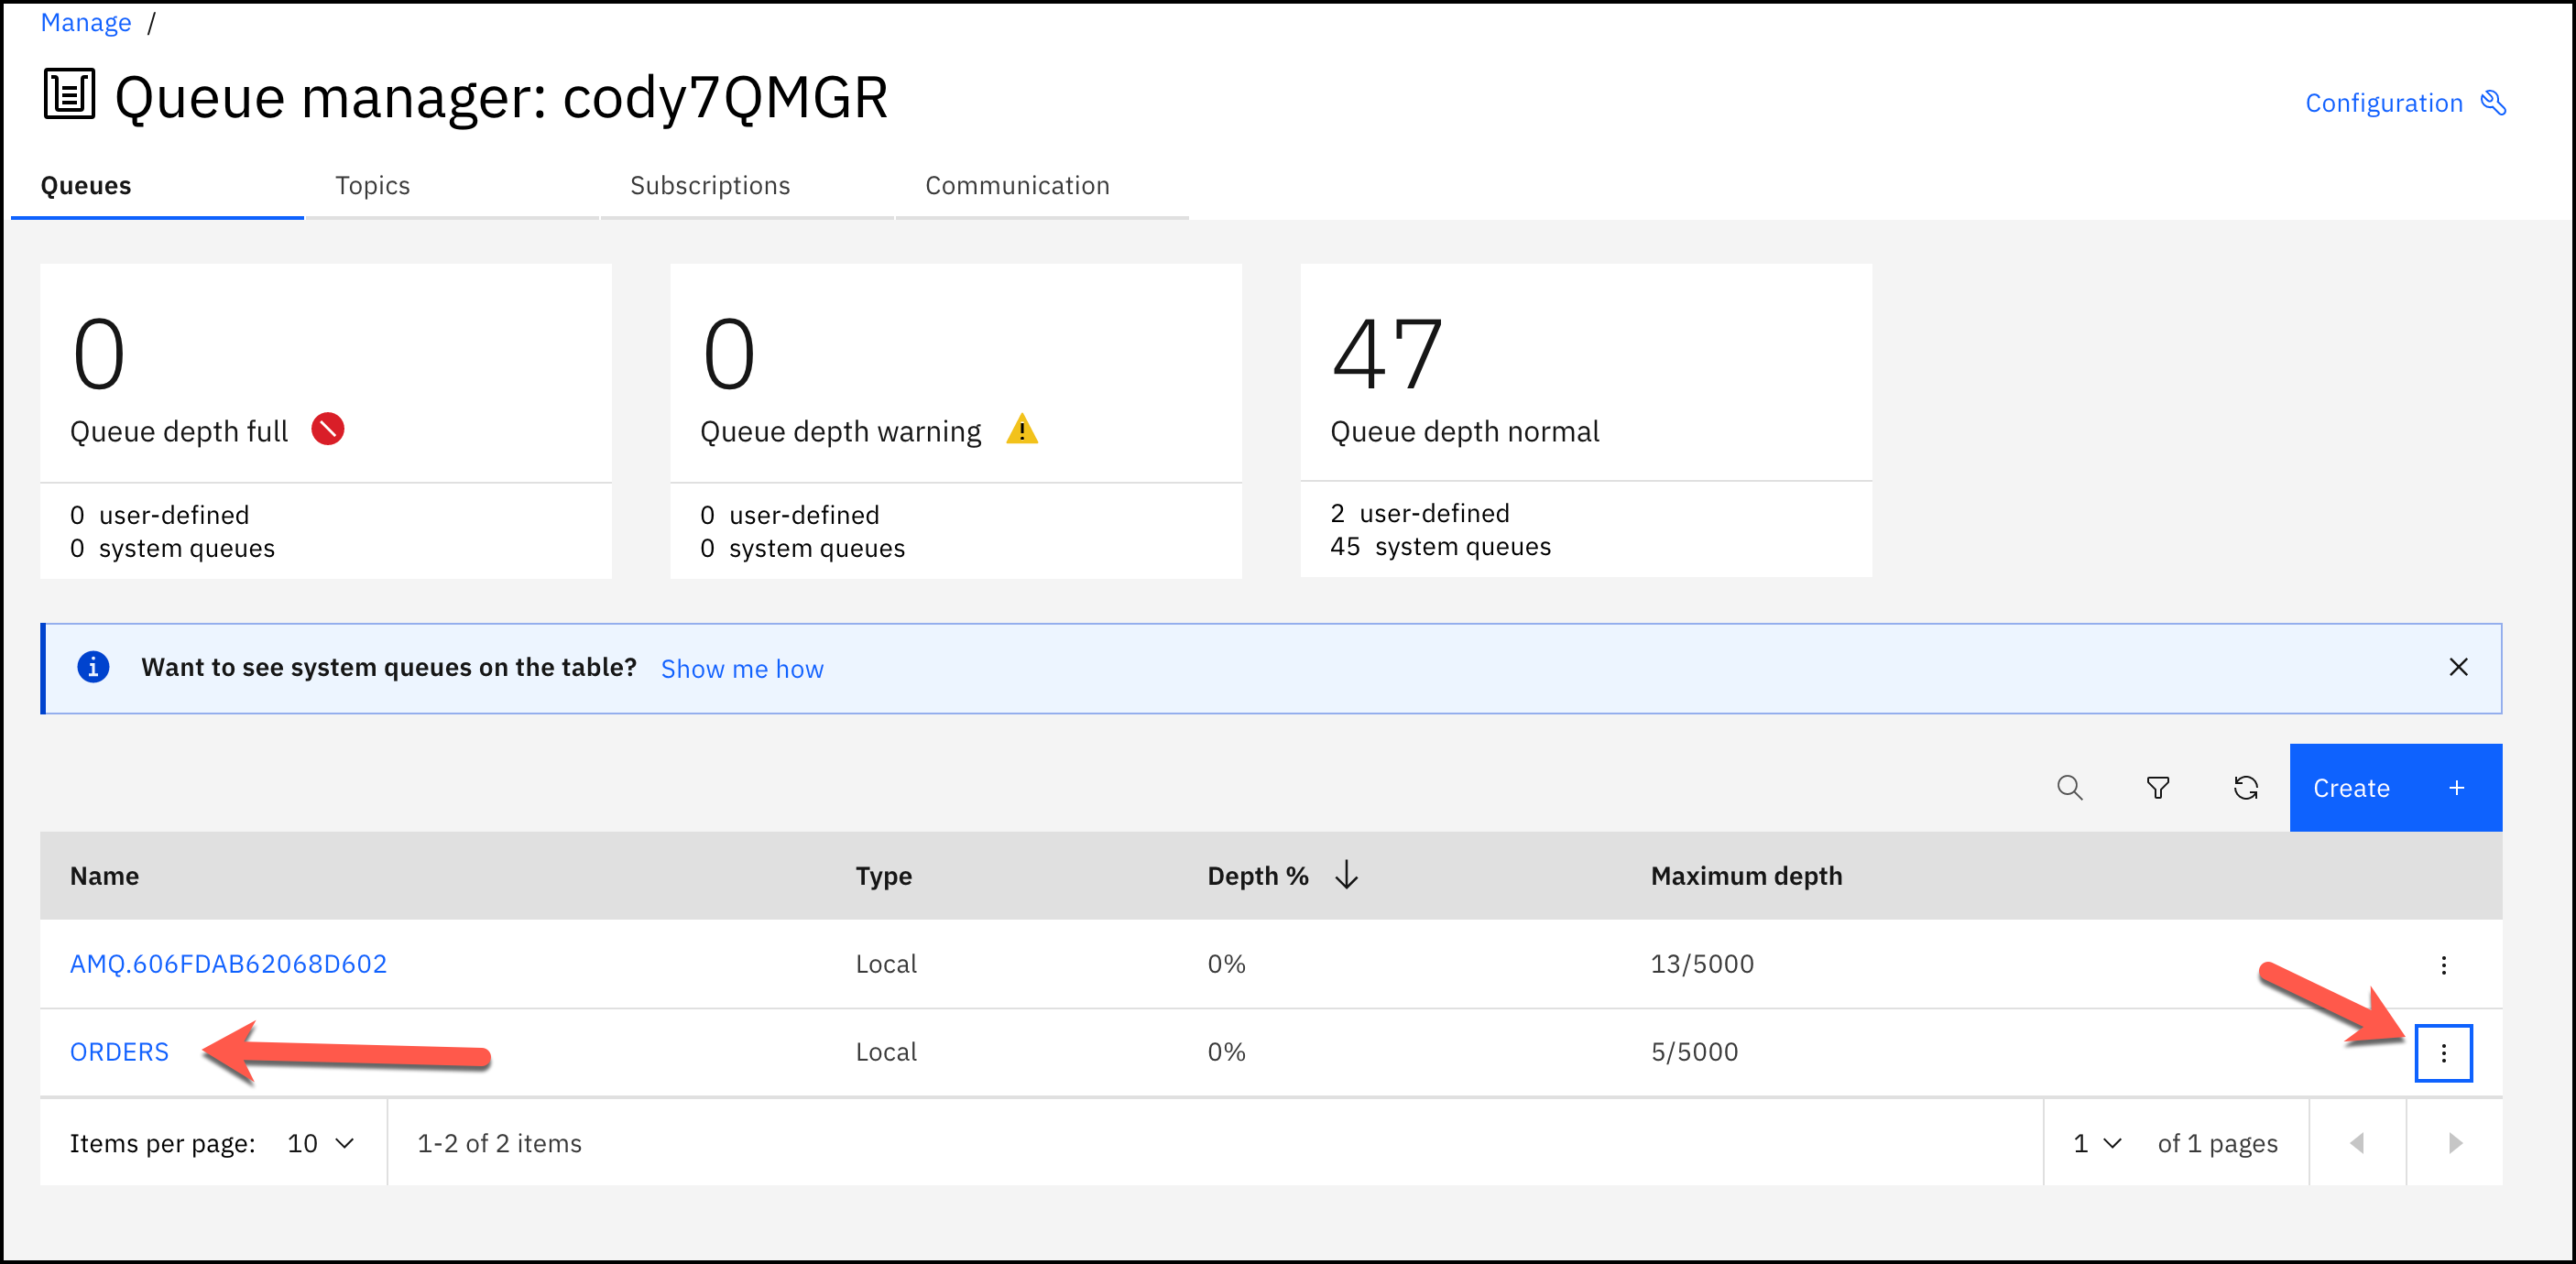 Manage /
Queue manager: cody7QMGR
Configuration
Queues Topics Subscriptions Communication
0 0 47
Queue depth full Queue depth warning Queue depth normal
0 user-defined 0 user-defined 2 user-defined
0 system queues 0 system queues 45 system queues
Want to see system queues on the table? Show me how
Create +
Name Type Depth % Maximum depth
AMQ.606FDAB62068D602 Local 0% 13/5000
ORDERS Local 0% 5/5000
Items per page: 10 1-2 of 2 items 1 of 1 pages